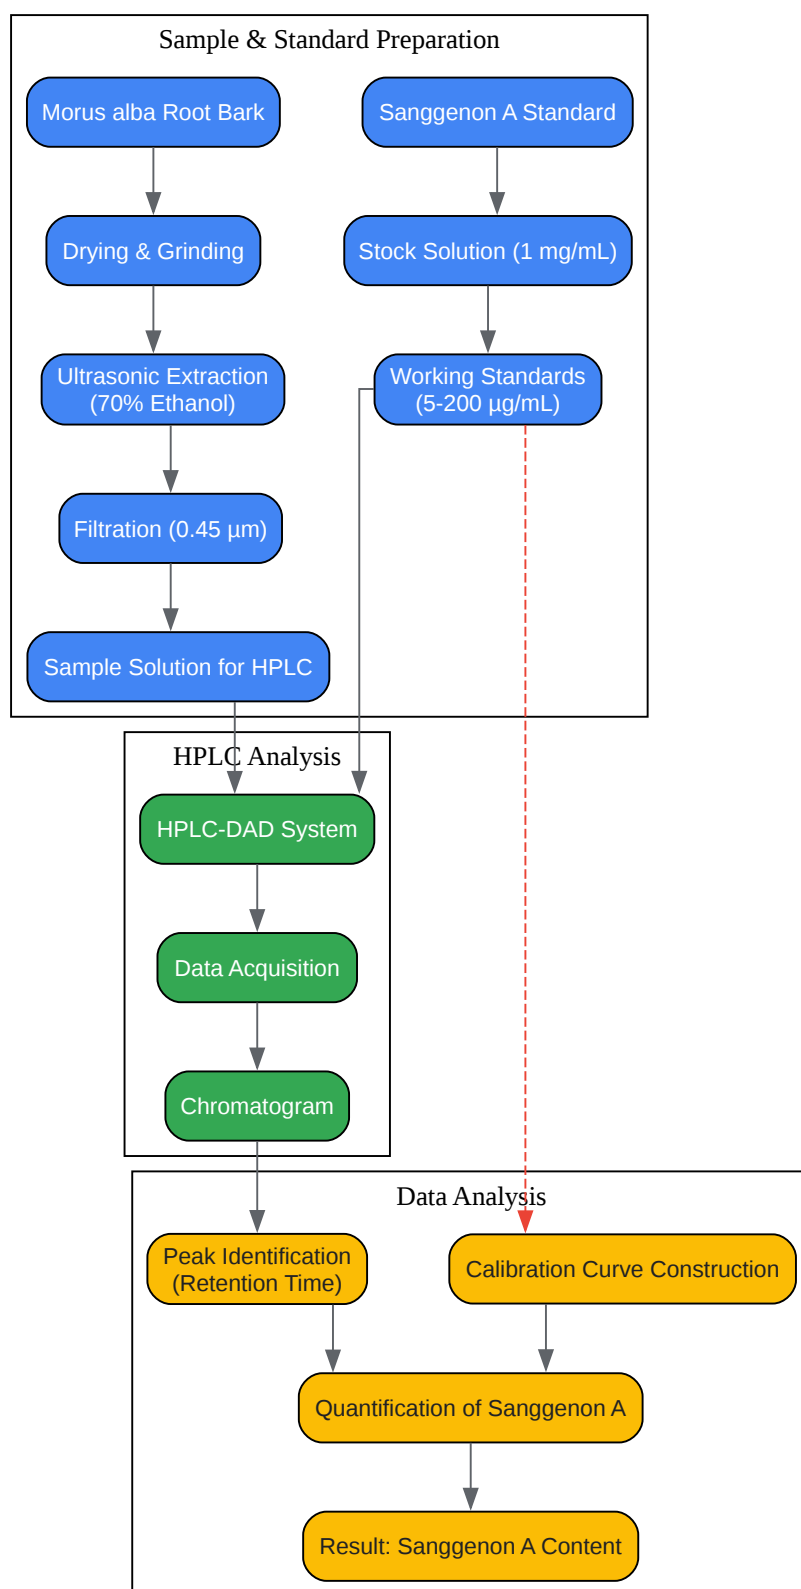 Sample & Standard Preparation
Morus alba Root Bark
Sanggenon A Standard
Drying & Grinding
Stock Solution (1 mg/mL)
Ultrasonic Extraction
(70% Ethanol)
Working Standards
(5-200 µg/mL)
Filtration (0.45 µm)
Sample Solution for HPLC
HPLC Analysis
HPLC-DAD System
Data Acquisition
Chromatogram
Data Analysis
Peak Identification
(Retention Time)
Calibration Curve Construction
Quantification of Sanggenon A
Result: Sanggenon A Content